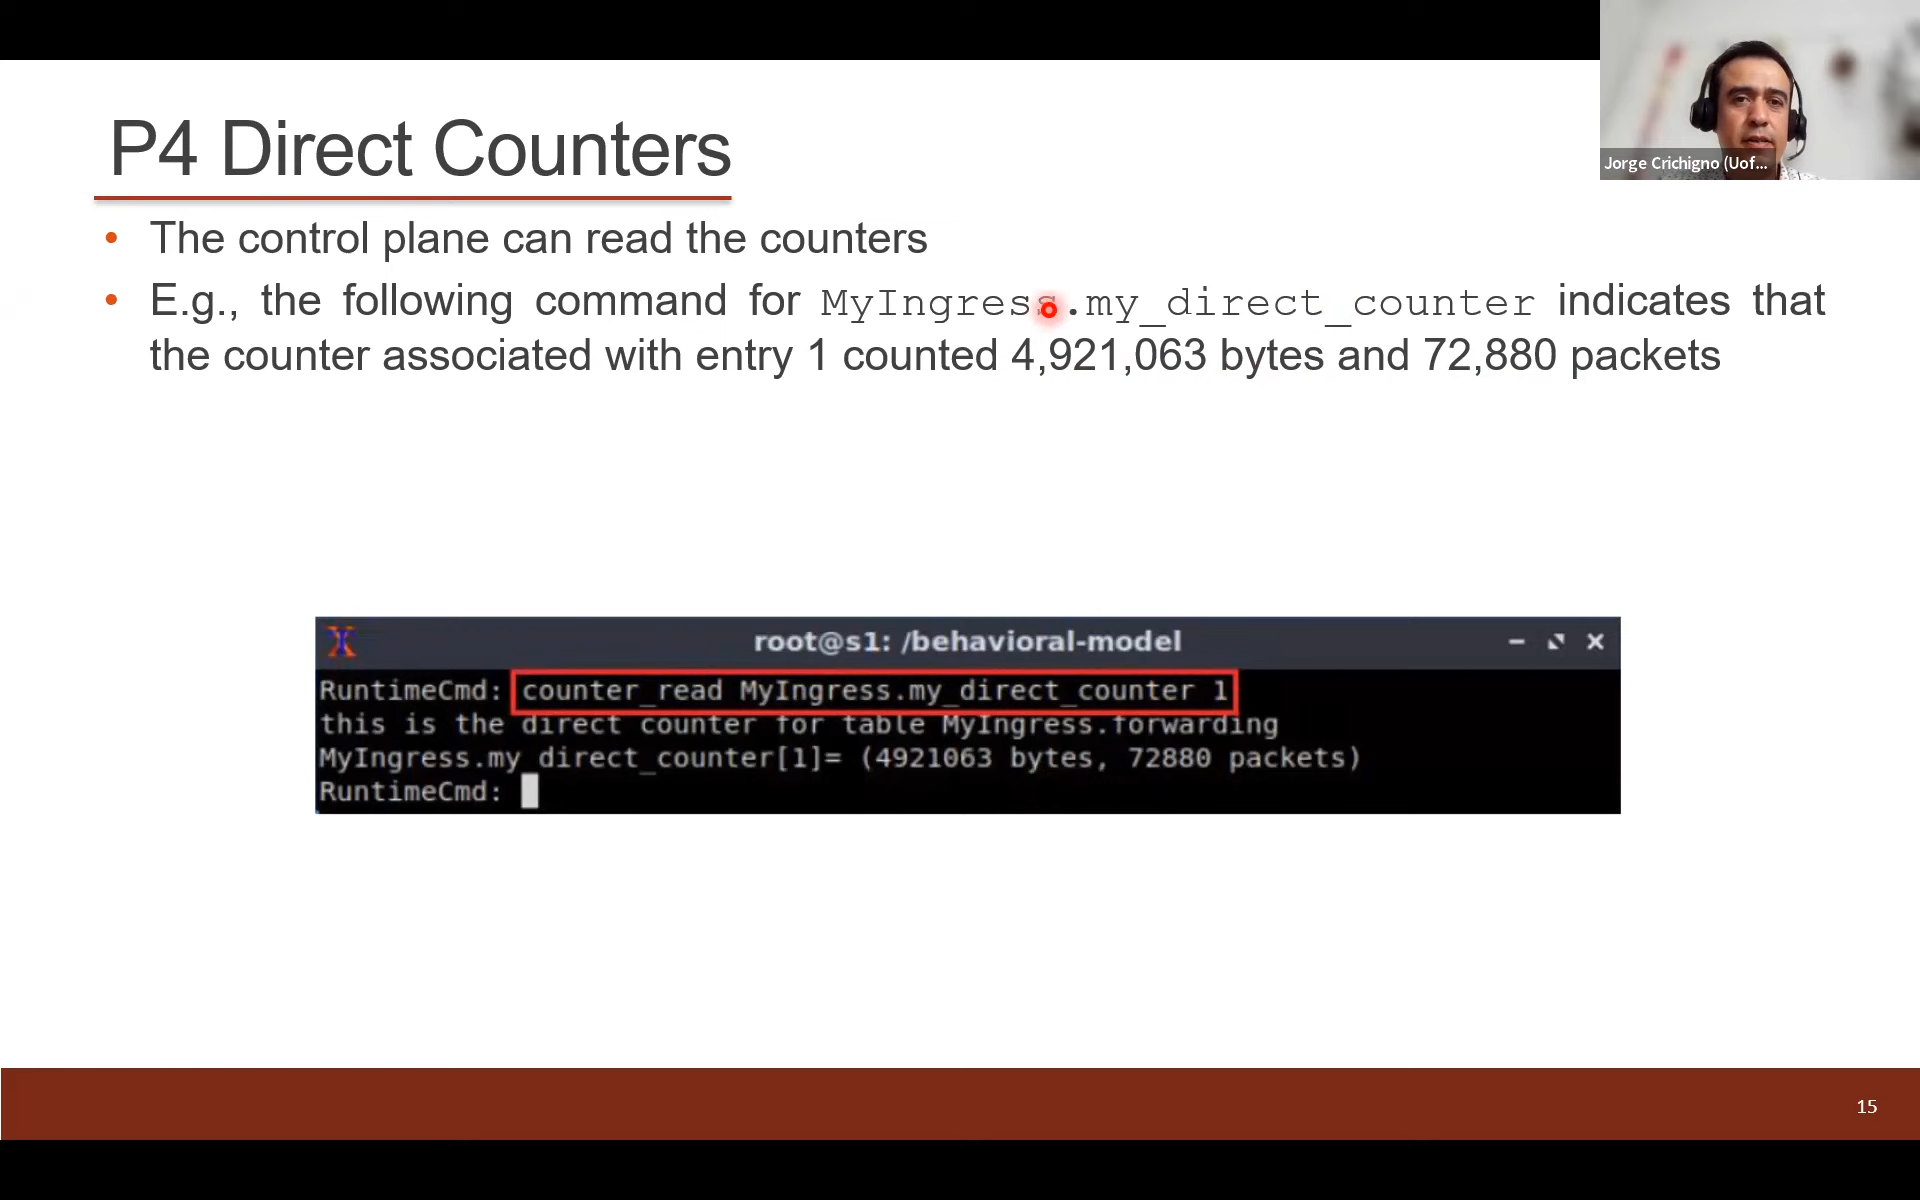 Jorge Crichigno (Uof...
P4 Direct Counters
• The control plane can read the counters
• E.g., the following command for MyIngress.my_direct_counter indicates that
the counter associated with entry 1 counted 4,921,063 bytes and 72,880 packets
root@s1: /behavioral-model
RuntimeCmd: counter_read MyIngress.my_direct_counter 1
this is the direct counter for table MyIngress.forwarding
MyIngress.my_direct_counter[1]= (4921063 bytes, 72880 packets)
RuntimeCmd:
15